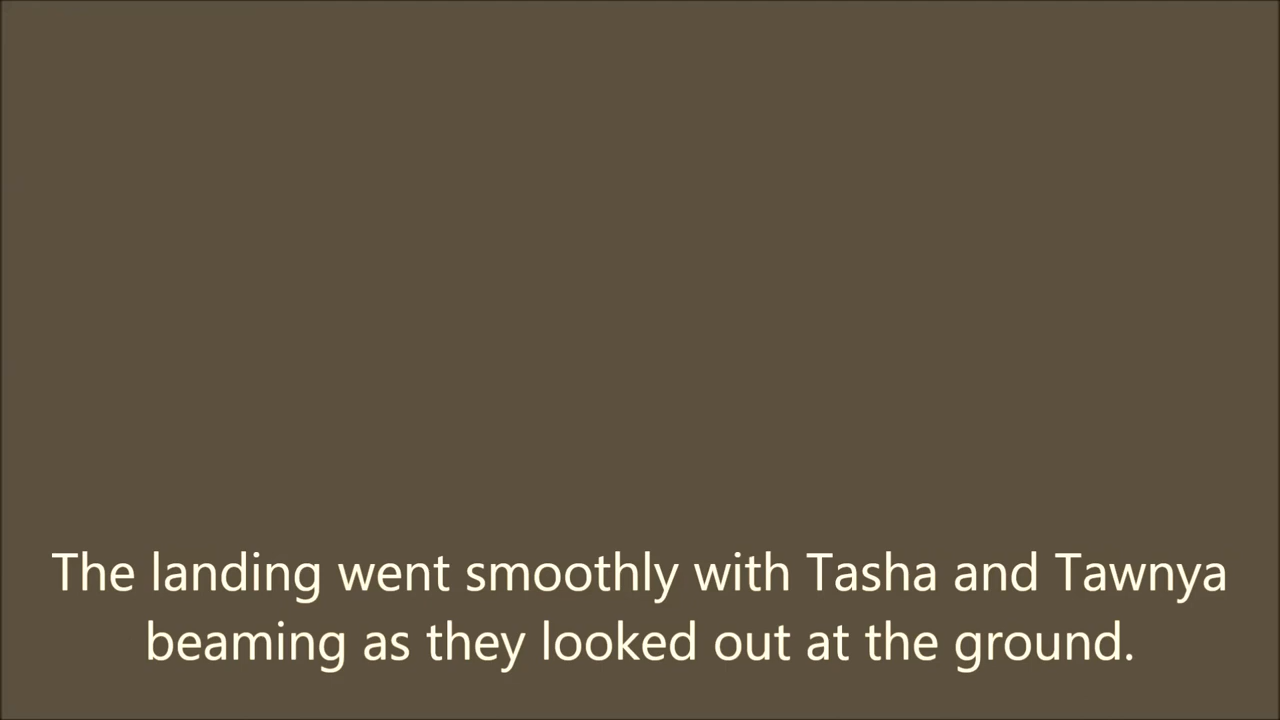 The landing went smoothly with Tasha and Tawnya
beaming as they looked out at the ground.